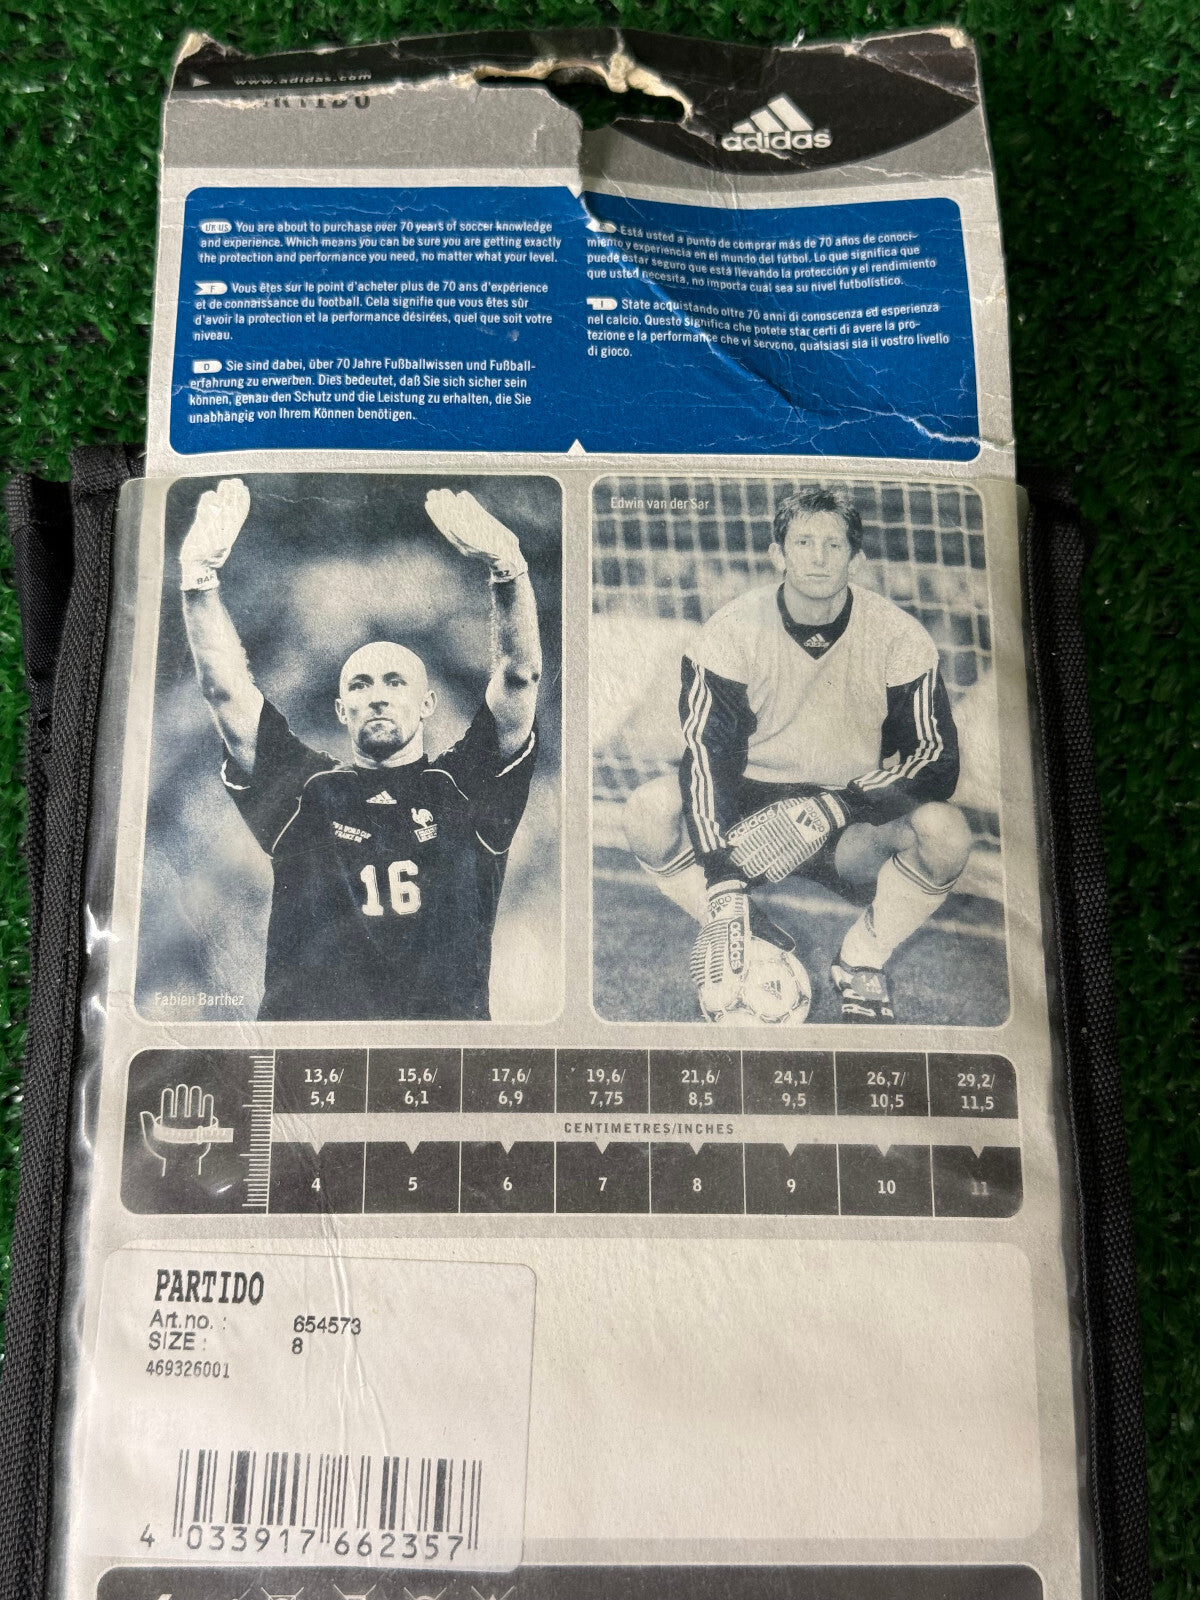 www.adidas.com
RTIDO
adidas
UK US You are about to purchase over 70 years of soccer knowledge
and experience. Which means you can be sure you are getting exactly
the protection and performance you need, no matter what your level.
F Vous êtes sur le point d'acheter plus de 70 ans d'expérience
et de connaissance du football. Cela signifie que vous êtes sûr
d'avoir la protection et la performance désirées, quel que soit votre
niveau.
D Sie sind dabei, über 70 Jahre Fußballwissen und Fußball-
erfahrung zu erwerben. Dies bedeutet, daß Sie sich sicher sein
können, genau den Schutz und die Leistung zu erhalten, die Sie
unabhängig von Ihrem Können benötigen.
Está usted a punto de comprar más de 70 años de conoci-
miento y experiencia en el mundo del fútbol. Lo que significa que
puede estar seguro que está llevando la protección y el rendimiento
que usted necesita, no importa cual sea su nivel futbolístico.
I State acquistando oltre 70 anni di conoscenza ed esperienza
nel calcio. Questo significa che potete star certi di avere la pro-
tezione e la performance che vi servono, qualsiasi sia il vostro livello
di gioco.
FIFA WORLD CUP
FRANCE 98
16
Fabien Barthez
Edwin van der Sar
adidas
adidas
adidas
13,6/ 15,6/ 17,6/ 19,6/ 21,6/ 24,1/ 26,7/ 29,2/
5,4 6,1 6,9 7,75 8,5 9,5 10,5 11,5
CENTIMETRES/INCHES
4 5 6 7 8 9 10 11
PARTIDO
Art.no. : 654573
SIZE : 8
469326001
4 033917 662357